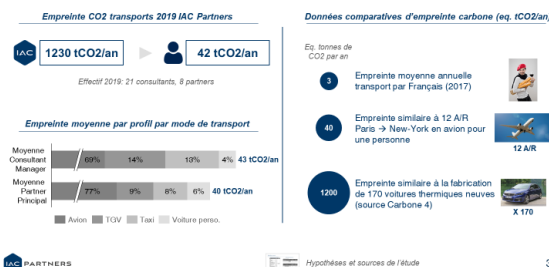 Empreinte CO2 transports 2019 IAC Partners
IAC
1230 tCO2/an
42 tCO2/an
Effectif 2019: 21 consultants, 8 partners
Empreinte moyenne par profil par mode de transport
Moyenne
Consultant
Manager
69%
14%
13%
4%
43 tCO2/an
Moyenne
Partner
Principal
77%
9%
8%
6%
40 tCO2/an
Avion
TGV
Taxi
Voiture perso.
Données comparatives d'empreinte carbone (eq. tCO2/an)
Eq. tonnes de
CO2 par an
3
Empreinte moyenne annuelle
transport par Français (2017)
40
Empreinte similaire à 12 A/R
Paris → New-York en avion pour
une personne
12 A/R
1200
Empreinte similaire à la fabrication
de 170 voitures thermiques neuves
(source Carbone 4)
X 170
IAC PARTNERS
Hypothèses et sources de l'étude
3